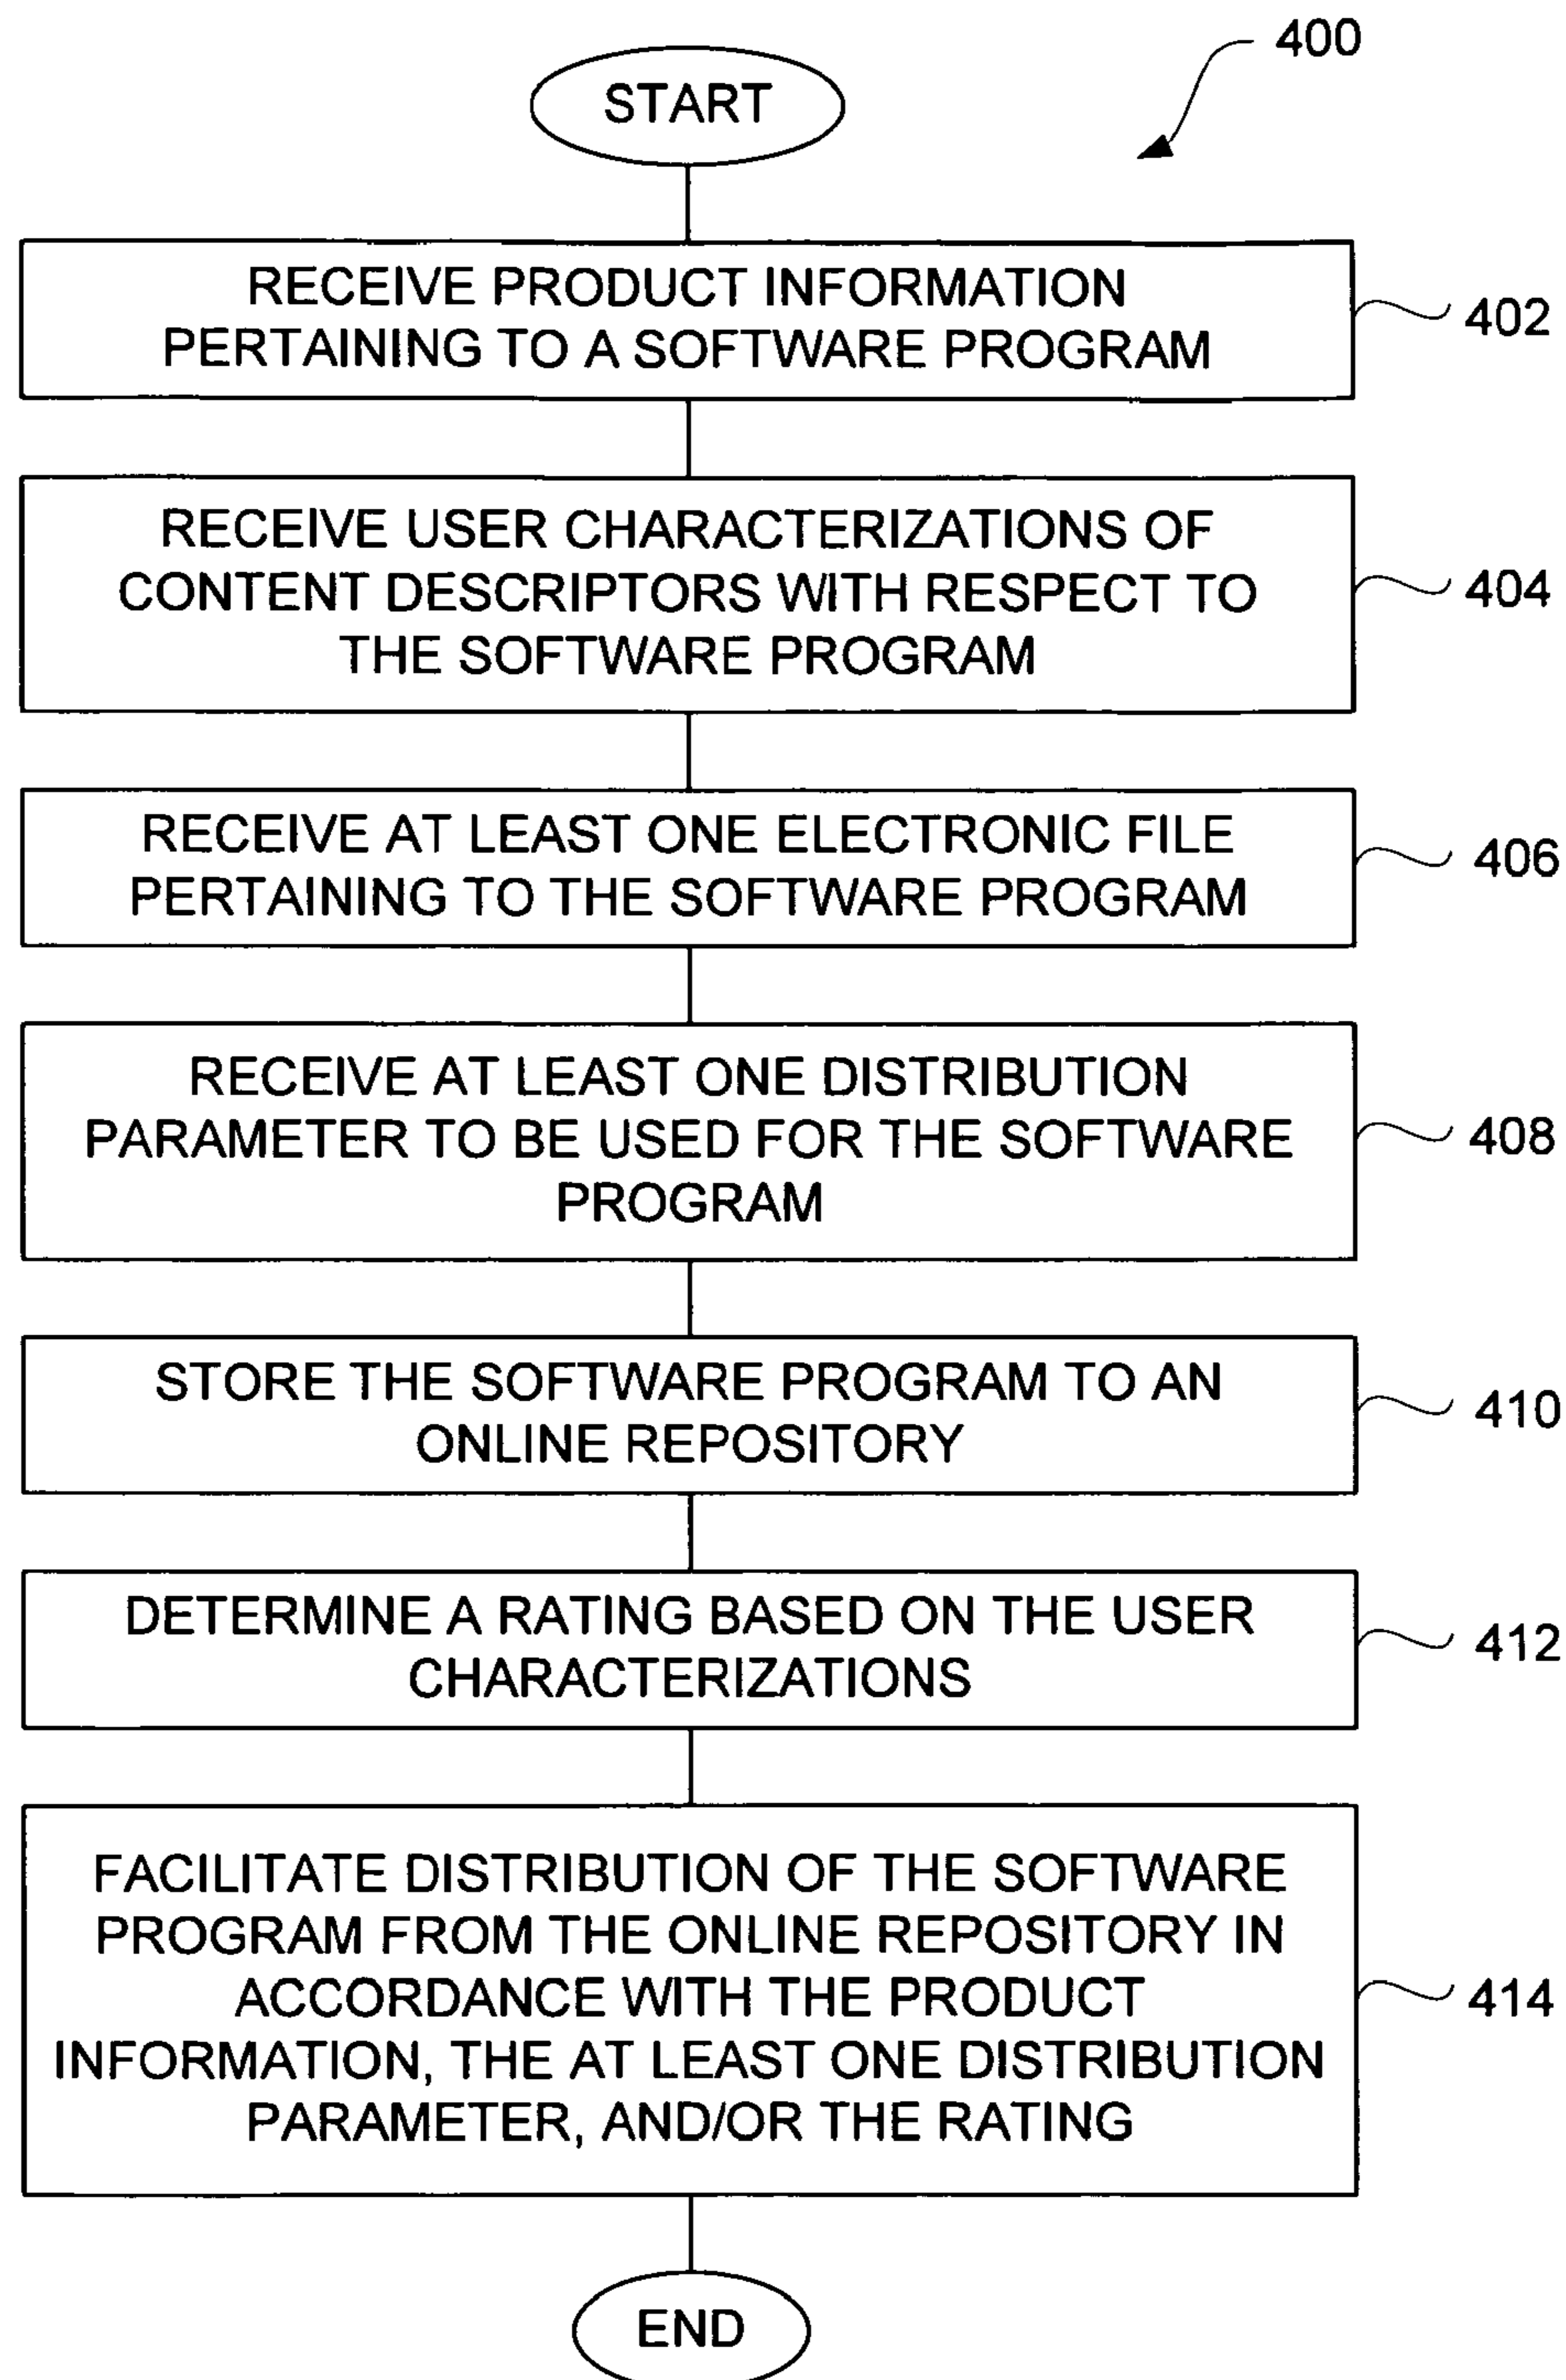 400
START
RECEIVE PRODUCT INFORMATION
PERTAINING TO A SOFTWARE PROGRAM
402
RECEIVE USER CHARACTERIZATIONS OF
CONTENT DESCRIPTORS WITH RESPECT TO
THE SOFTWARE PROGRAM
404
RECEIVE AT LEAST ONE ELECTRONIC FILE
PERTAINING TO THE SOFTWARE PROGRAM
406
RECEIVE AT LEAST ONE DISTRIBUTION
PARAMETER TO BE USED FOR THE SOFTWARE
PROGRAM
408
STORE THE SOFTWARE PROGRAM TO AN
ONLINE REPOSITORY
410
DETERMINE A RATING BASED ON THE USER
CHARACTERIZATIONS
412
FACILITATE DISTRIBUTION OF THE SOFTWARE
PROGRAM FROM THE ONLINE REPOSITORY IN
ACCORDANCE WITH THE PRODUCT
INFORMATION, THE AT LEAST ONE DISTRIBUTION
PARAMETER, AND/OR THE RATING
414
END